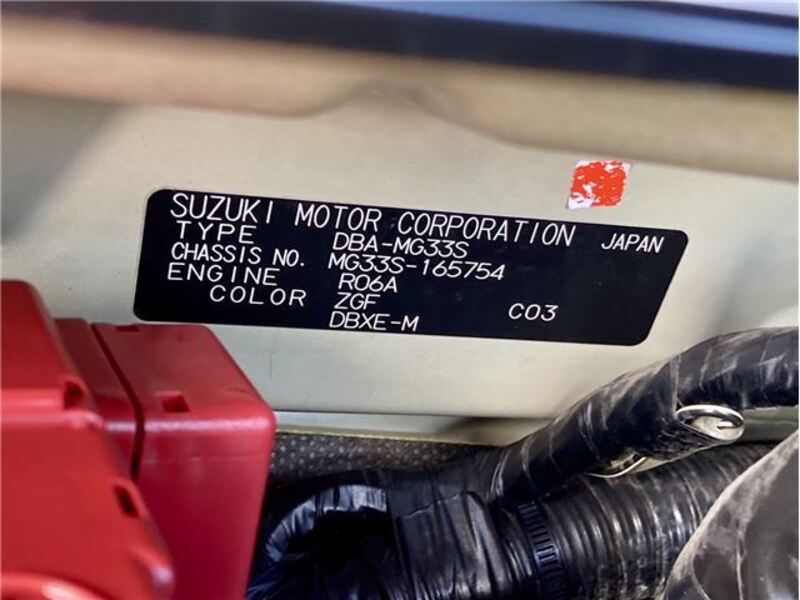 SUZUKI MOTOR CORPORATION JAPAN
TYPE DBA-MG33S
CHASSIS NO. MG33S-165754
ENGINE R06A
COLOR ZGF C03
DBXE-M